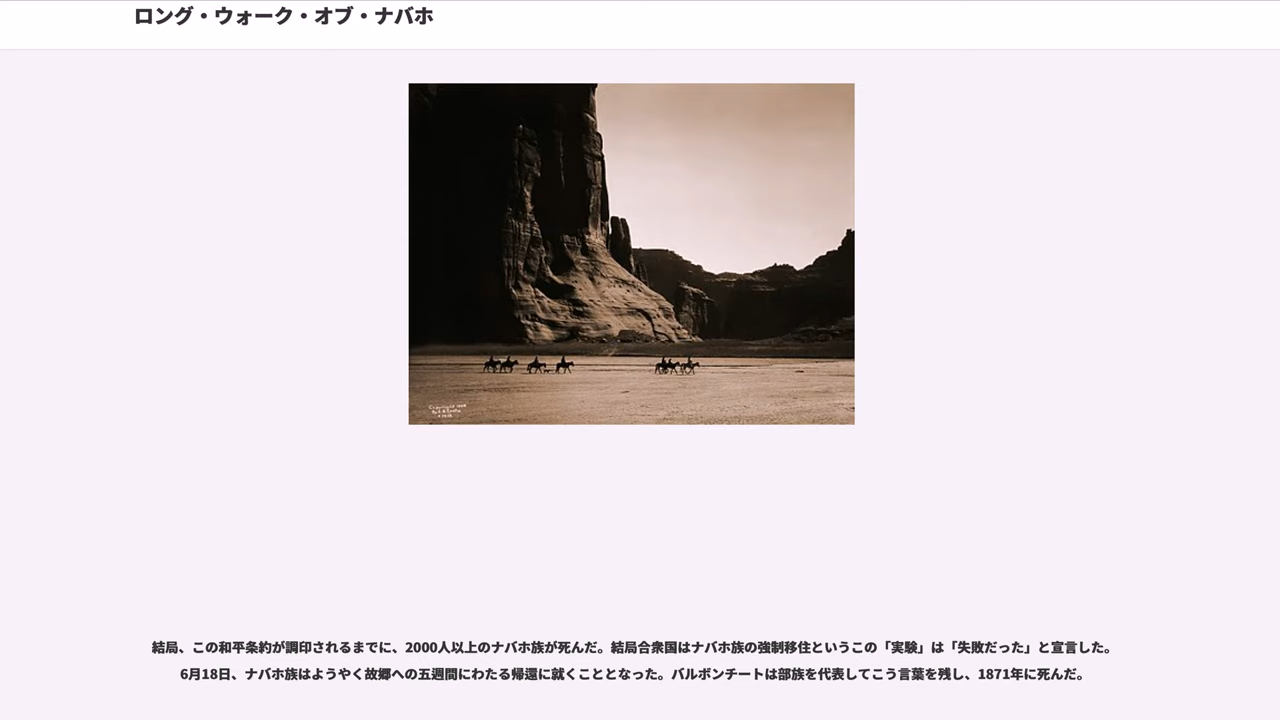 ロング・ウォーク・オブ・ナバホ
結局、この和平条約が調印されるまでに、2000人以上のナバホ族が死んだ。結局合衆国はナバホ族の強制移住というこの「実験」は「失敗だった」と宣言した。
6月18日、ナバホ族はようやく故郷への五週間にわたる帰還に就くこととなった。バルボンチートは部族を代表してこう言葉を残し、1871年に死んだ。